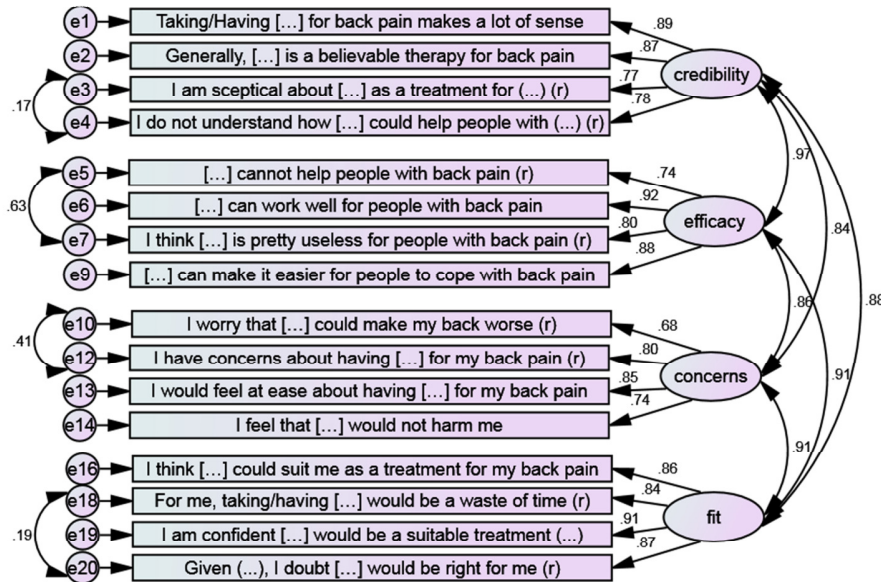 e1 Taking/Having [...] for back pain makes a lot of sense .89
e2 Generally, [...] is a believable therapy for back pain .87
credibility
e3 I am sceptical about [...] as a treatment for (...) (r) .77
.17
e4 I do not understand how [...] could help people with (...) (r) .78
.97
e5 [...] cannot help people with back pain (r) .74
.63
e6 [...] can work well for people with back pain .92
efficacy
e7 I think [...] is pretty useless for people with back pain (r) .80
.84
e9 [...] can make it easier for people to cope with back pain .88
.86
.88
e10 I worry that [...] could make my back worse (r) .68
.41
e12 I have concerns about having [...] for my back pain (r) .80
concerns
.91
e13 I would feel at ease about having [...] for my back pain .85
e14 I feel that [...] would not harm me .74
.91
e16 I think [...] could suit me as a treatment for my back pain .86
e18 For me, taking/having [...] would be a waste of time (r) .84
fit
e19 I am confident [...] would be a suitable treatment (...) .91
.19
e20 Given (...), I doubt [...] would be right for me (r) .87